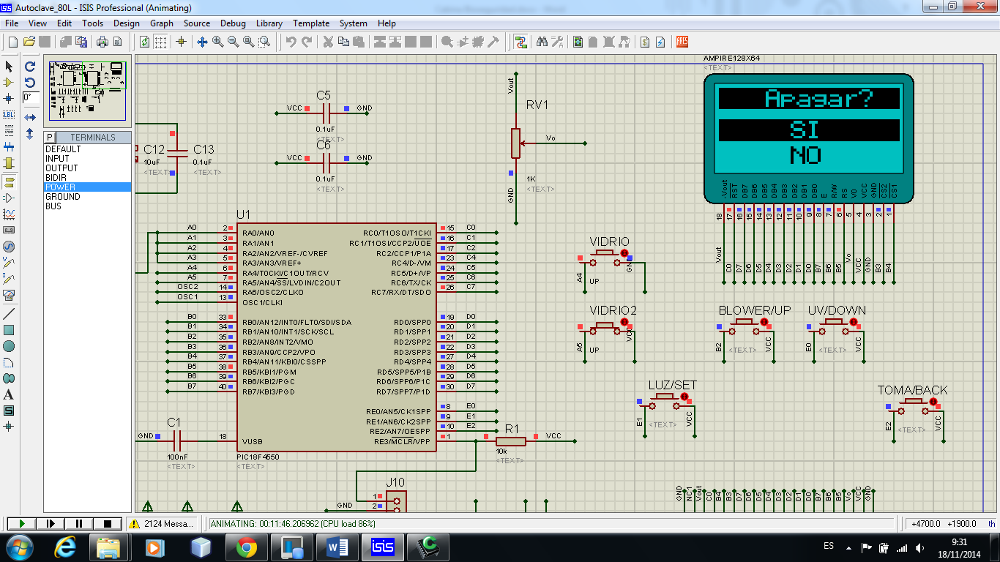 Autoclave_80L - ISIS Professional (Animating)
File View Edit Tools Design Graph Source Debug Library Template System Help
ARES
0°
LBL
P TERMINALS
DEFAULT
INPUT
OUTPUT
BIDIR
POWER
GROUND
BUS
C5
VCC GND
0.1uF
<TEXT>
C6
VCC GND
0.1uF
<TEXT>
C12
10uF
<TEXT>
C13
0.1uF
<TEXT>
Vout
RV1
Vo
1K
<TEXT>
GND
AMPIRE128X64
<TEXT>
Apagar?
SI
NO
-Vout RST DB7 DB6 DB5 DB4 DB3 DB2 DB1 DB0 E R/W RS VO VCC GND CS2 CS1
18 17 16 15 14 13 12 11 10 9 8 7 6 5 4 3 2 1
Vout C0 D7 D6 D5 D4 D3 D2 D1 D0 B7 B6 B5 Vo VCC GND B3 B4
U1
A0 2 RA0/AN0
A1 3 RA1/AN1
A2 4 RA2/AN2/VREF-/CVREF
A3 5 RA3/AN3/VREF+
A4 6 RA4/T0CKI/C1OUT/RCV
A5 7 RA5/AN4/SS/LVDIN/C2OUT
OSC2 14 RA6/OSC2/CLKO
OSC1 13 OSC1/CLKI
B0 33 RB0/AN12/INT0/FLT0/SDI/SDA
B1 34 RB1/AN10/INT1/SCK/SCL
B2 35 RB2/AN8/INT2/VMO
B3 36 RB3/AN9/CCP2/VPO
B4 37 RB4/AN11/KBI0/CSSPP
B5 38 RB5/KBI1/PGM
B6 39 RB6/KBI2/PGC
B7 40 RB7/KBI3/PGD
18 VUSB
RC0/T1OSO/T1CKI 15 C0
RC1/T1OSI/CCP2/UOE 16 C1
RC2/CCP1/P1A 17 C2
RC4/D-/VM 23 C4
RC5/D+/VP 24 C5
RC6/TX/CK 25 C6
RC7/RX/DT/SDO 26 C7
RD0/SPP0 19 D0
RD1/SPP1 20 D1
RD2/SPP2 21 D2
RD3/SPP3 22 D3
RD4/SPP4 27 D4
RD5/SPP5/P1B 28 D5
RD6/SPP6/P1C 29 D6
RD7/SPP7/P1D 30 D7
RE0/AN5/CK1SPP 8 E0
RE1/AN6/CK2SPP 9 E1
RE2/AN7/OESPP 10 E2
RE3/MCLR/VPP 1
PIC18F4550
<TEXT>
C1
GND
100nF
<TEXT>
R1
VCC
10k
<TEXT>
J10
1
GND 2
VIDRIO
A4 UP GND
VIDRIO2
A5 UP VCC
BLOWER/UP
B2 <TEXT> VCC
UV/DOWN
E0 <TEXT> VCC
LUZ/SET
E1 <TEXT> VCC
TOMA/BACK
E2 <TEXT> VCC
GND NC1 Vout C0 B4 B3 D7 D6 D5 D4 D3 D2 D1 D0 B7 B6 B5 Vo VCC GND
2124 Messa...
ANIMATING: 00:11:46.206962 (CPU load 86%)
+4700.0 +1900.0 th
isis
ES
9:31
18/11/2014